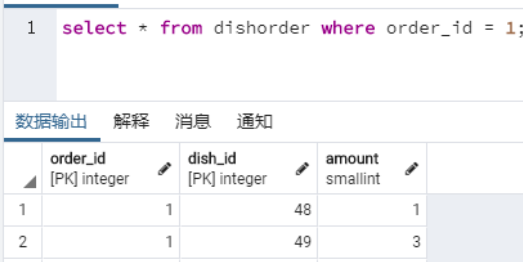 1 select * from dishorder where order_id = 1;
数据输出 解释 消息 通知
order_id dish_id amount
[PK] integer [PK] integer smallint
1 1 48 1
2 1 49 3